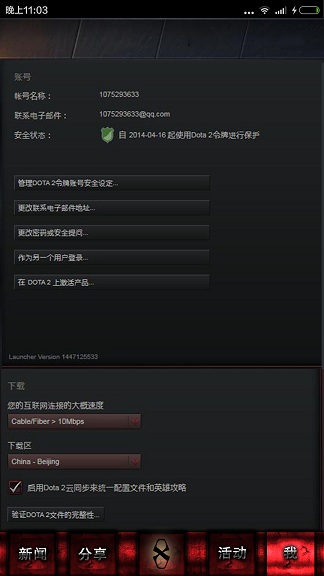 晚上11:03
账号
帐号名称：
1075293633
联系电子邮件：
1075293633@qq.com
安全状态：
自 2014-04-16 起使用Dota 2令牌进行保护
管理DOTA 2令牌账号安全设定...
更改联系电子邮件地址...
更改密码或安全提问...
作为另一个用户登录...
在 DOTA 2 上激活产品...
Launcher Version 1447125533
下载
您的互联网连接的大概速度
Cable/Fiber > 10Mbps
下载区
China - Beijing
启用Dota 2云同步来统一配置文件和英雄攻略
验证DOTA 2文件的完整性...
新闻
分享
活动
我